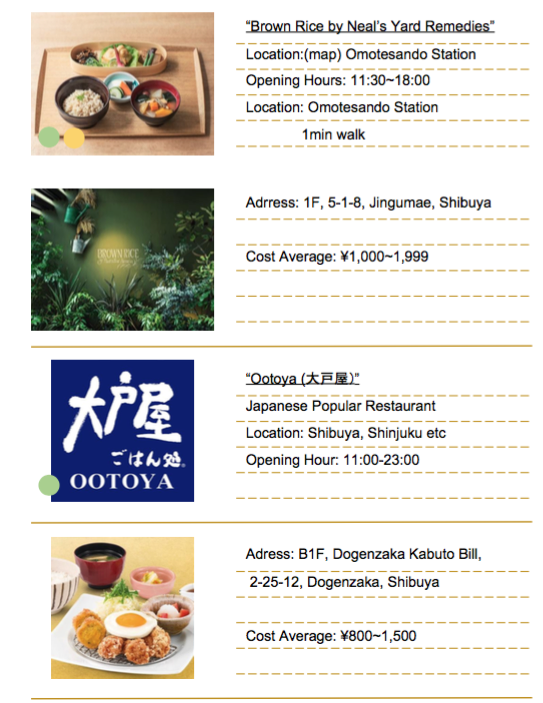 “Brown Rice by Neal’s Yard Remedies”
Location:(map) Omotesando Station
Opening Hours: 11:30~18:00
Location: Omotesando Station
1min walk
BROWN RICE
Adrress: 1F, 5-1-8, Jingumae, Shibuya
Cost Average: ¥1,000~1,999
大戸屋
ごはん処
OOTOYA
“Ootoya (大戸屋)”
Japanese Popular Restaurant
Location: Shibuya, Shinjuku etc
Opening Hour: 11:00-23:00
Adress: B1F, Dogenzaka Kabuto Bill,
2-25-12, Dogenzaka, Shibuya
Cost Average: ¥800~1,500